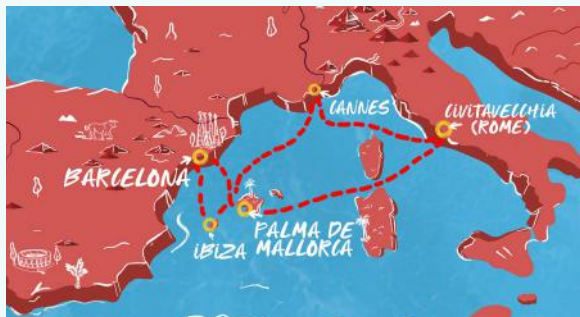 CANNES
CIVITAVECCHIA
(ROME)
BARCELONA
IBIZA
PALMA DE
MALLORCA